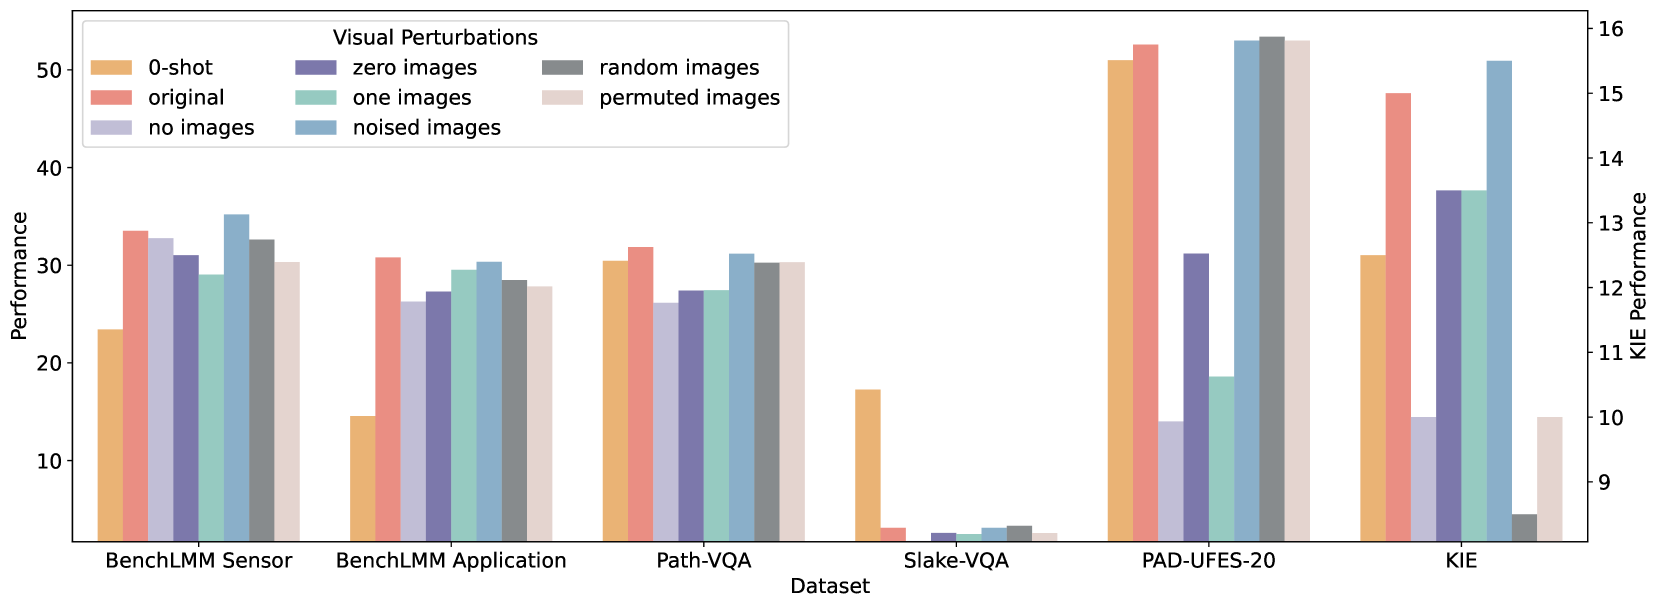 Visual Perturbations
0-shot
original
no images
zero images
one images
noised images
random images
permuted images
Performance
50
40
30
20
10
KIE Performance
16
15
14
13
12
11
10
9
BenchLMM Sensor
BenchLMM Application
Path-VQA
Slake-VQA
PAD-UFES-20
KIE
Dataset